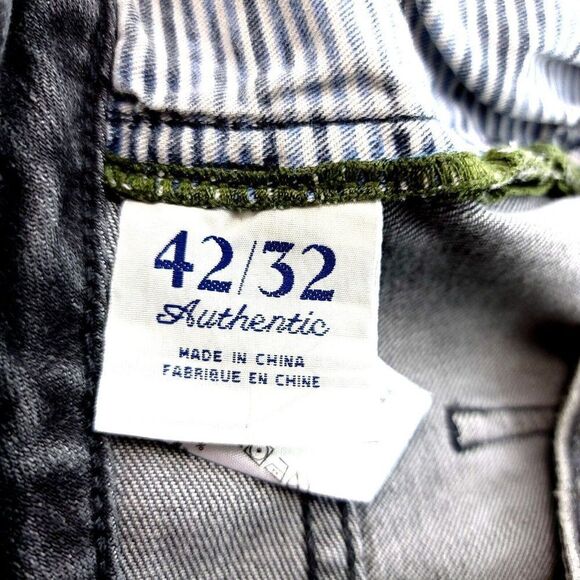 42/32
Authentic
MADE IN CHINA
FABRIQUE EN CHINE